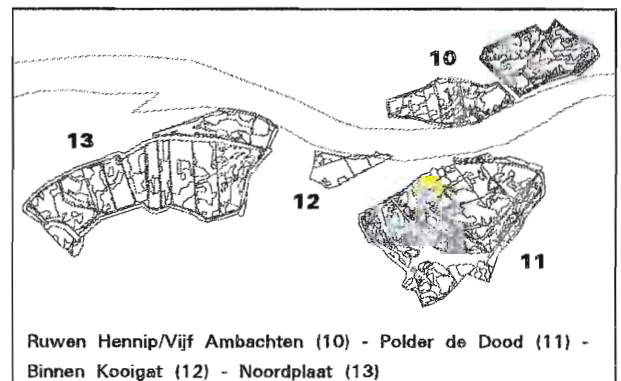 10
13
12
11
Ruwen Hennip/Vijf Ambachten (10) - Polder de Dood (11) -
Binnen Kooigat (12) - Noordplaat (13)